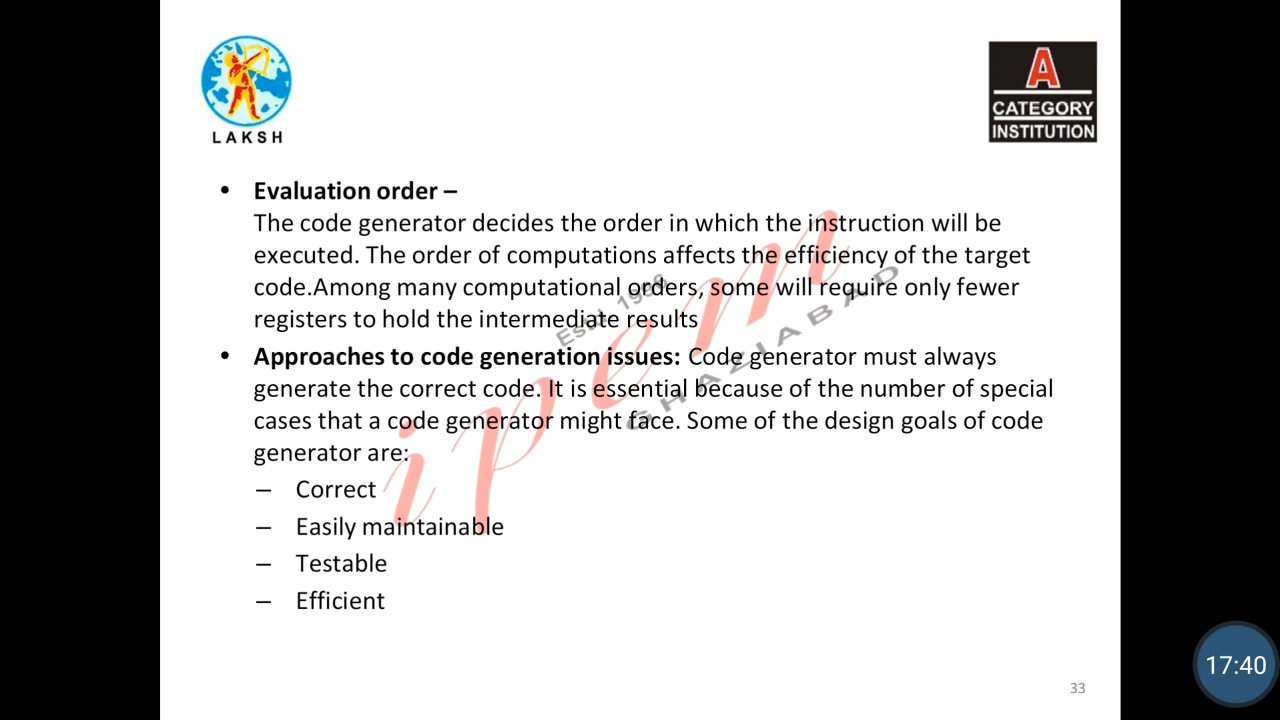 LAKSH
A
CATEGORY
INSTITUTION
• Evaluation order –
The code generator decides the order in which the instruction will be
executed. The order of computations affects the efficiency of the target
code.Among many computational orders, some will require only fewer
registers to hold the intermediate results
• Approaches to code generation issues: Code generator must always
generate the correct code. It is essential because of the number of special
cases that a code generator might face. Some of the design goals of code
generator are:
– Correct
– Easily maintainable
– Testable
– Efficient
ipem
GHAZIABAD
33
17:40